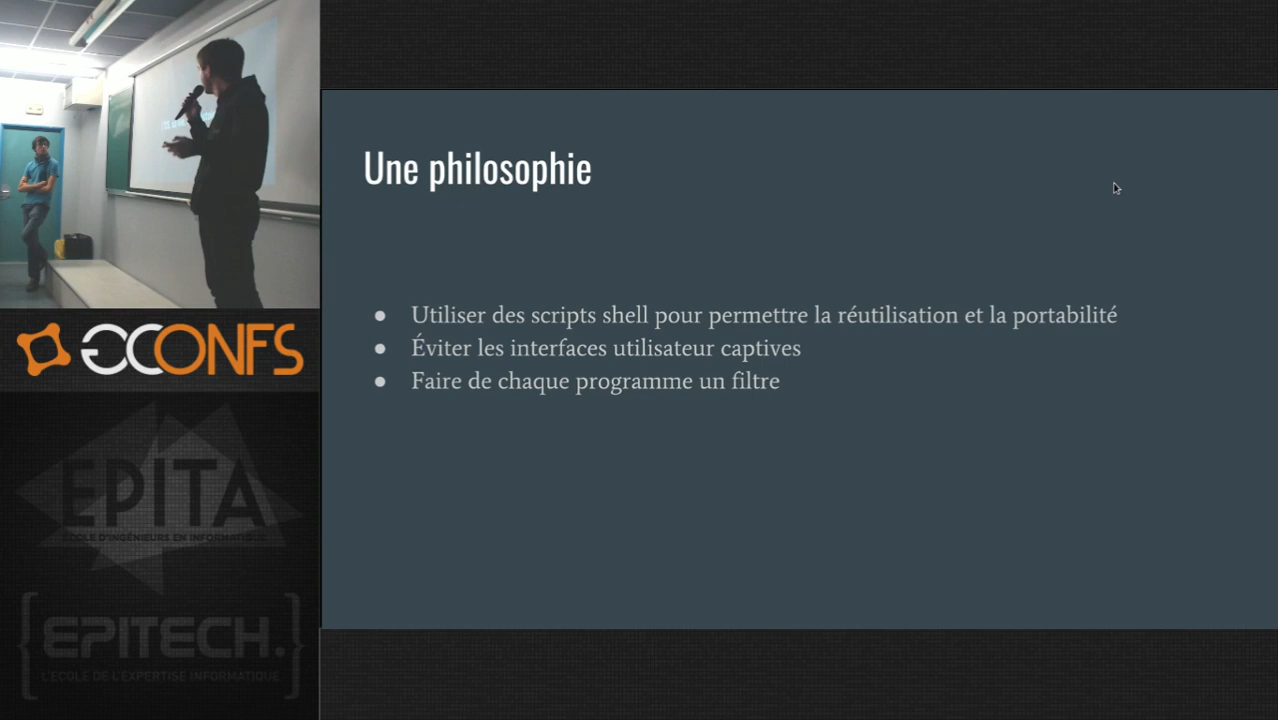 Une philosophie
● Utiliser des scripts shell pour permettre la réutilisation et la portabilité
● Éviter les interfaces utilisateur captives
● Faire de chaque programme un filtre
CONFS
EPITA
ÉCOLE D'INGÉNIEURS EN INFORMATIQUE
{EPITECH.}
L'ÉCOLE DE L'EXPERTISE INFORMATIQUE